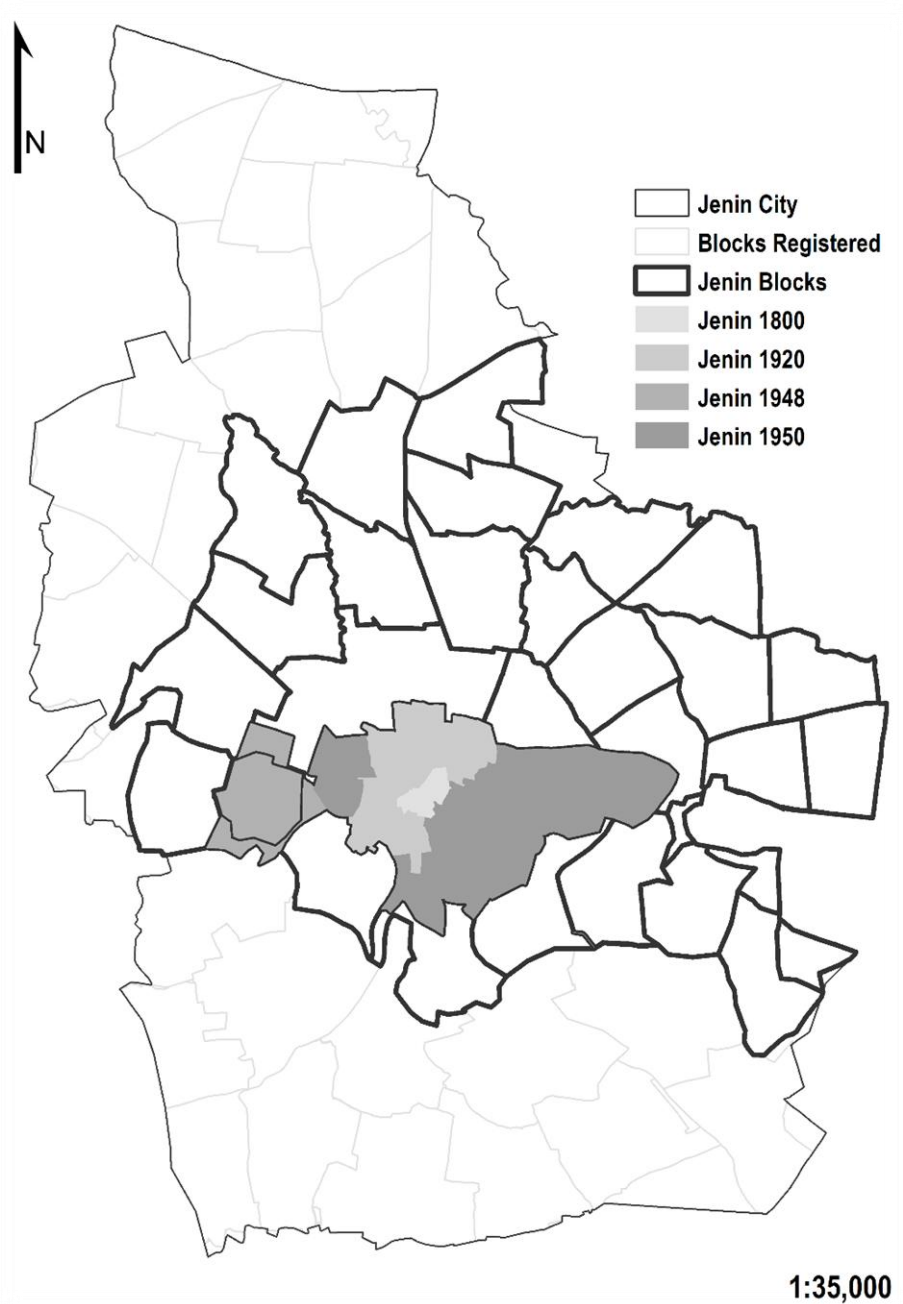 N
Jenin City
Blocks Registered
Jenin Blocks
Jenin 1800
Jenin 1920
Jenin 1948
Jenin 1950
1:35,000